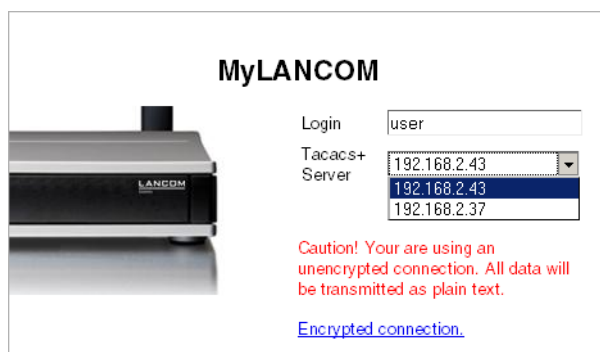 MyLANCOM
Login
user
Tacacs+
Server
192.168.2.43
192.168.2.43
192.168.2.37
LANCOM
Caution! Your are using an
unencrypted connection. All data will
be transmitted as plain text.
Encrypted connection.